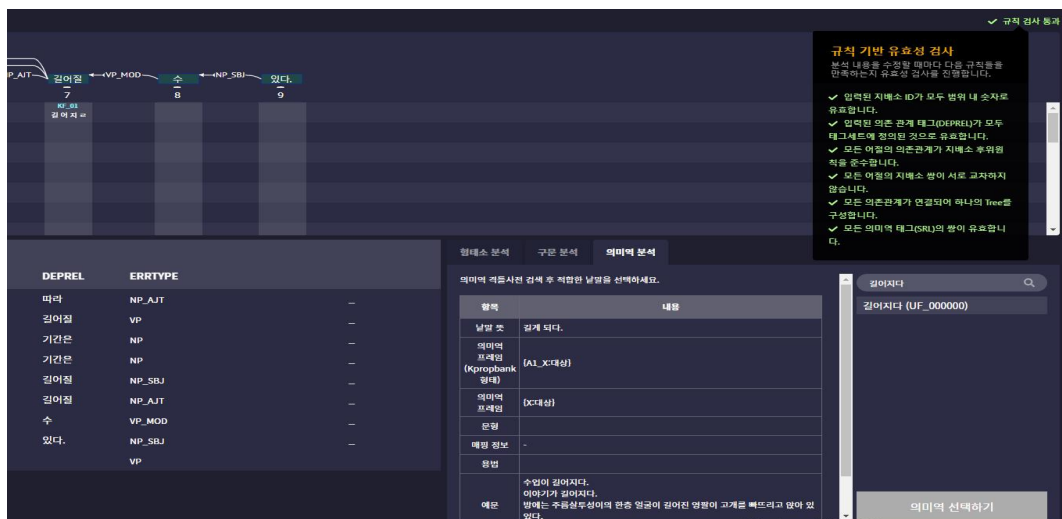 ✓ 규칙 검사 통과
규칙 기반 유효성 검사
분석 내용을 수정할 때마다 다음 규칙들을
만족하는지 유효성 검사를 진행합니다.
✓ 입력된 지배소 ID가 모두 범위 내 숫자로
유효합니다.
✓ 입력된 의존 관계 태그(DEPREL)가 모두
태그세트에 정의된 것으로 유효합니다.
✓ 모든 어절의 의존관계가 지배소 후위원
칙을 준수합니다.
✓ 모든 어절의 지배소 쌍이 서로 교차하지
않습니다.
✓ 모든 의존관계가 연결되어 하나의 Tree를
구성합니다.
✓ 모든 의미역 태그(SRL)의 쌍이 유효합니
다.
P_AJT 길어질 VP_MOD 수 NP_SBJ 있다.
7 8 9
KF_01
길어지ㄹ
DEPREL ERRTYPE
따라 NP_AJT _
길어질 VP _
기간은 NP _
기간은 NP _
길어질 NP_SBJ _
길어질 NP_AJT _
수 VP_MOD _
있다. NP_SBJ _
VP
형태소 분석 구문 분석 의미역 분석
의미역 격틀사전 검색 후 적합한 낱말을 선택하세요.
항목 내용
낱말 뜻 길게 되다.
의미역
프레임
(Kpropbank
형태)
{A1_X:대상}
의미역
프레임
{X:대상}
문형
매핑 정보 -
용법
예문
수업이 길어지다.
이야기가 길어지다.
방에는 주름살투성이의 한층 얼굴이 길어진 영팔이 고개를 빠뜨리고 앉아 있
었다.
길어지다
길어지다 (UF_000000)
의미역 선택하기